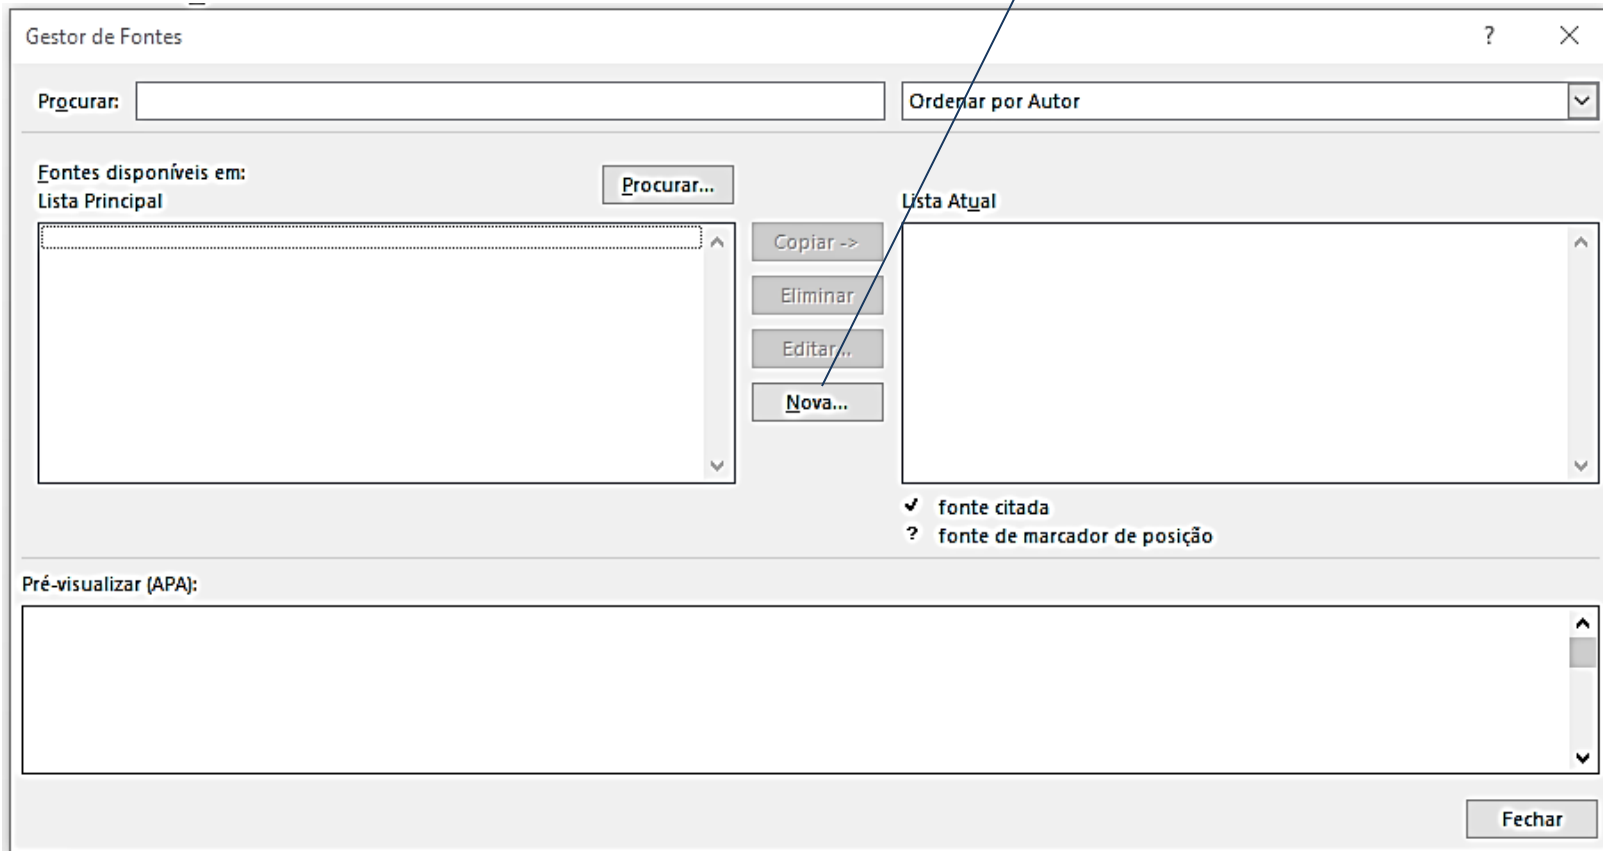 Gestor de Fontes ?
Procurar: Ordenar por Autor
Fontes disponíveis em:
Procurar...
Lista Principal
Lista Atual
Copiar ->
Eliminar
Editar...
Nova...
✓ fonte citada
? fonte de marcador de posição
Pré-visualizar (APA):
Fechar